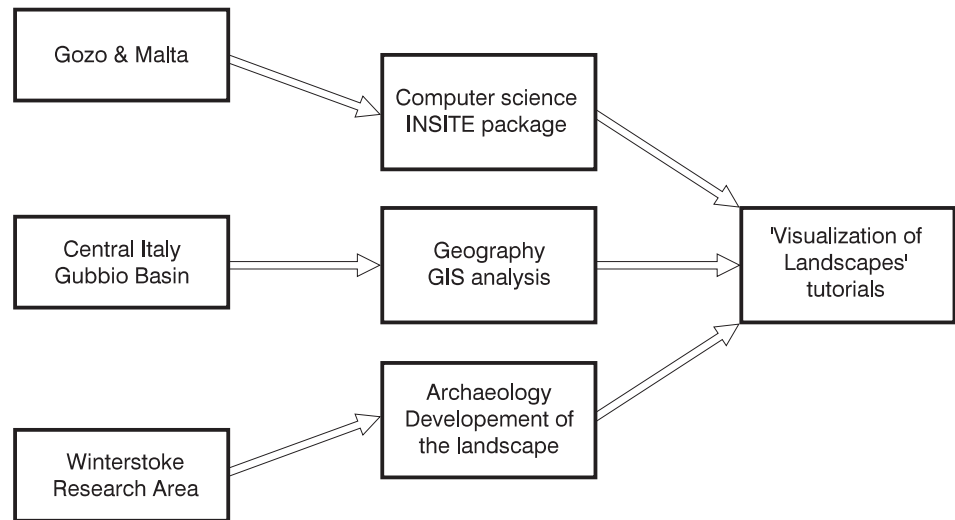 Gozo & Malta
Computer science
INSITE package
Central Italy
Gubbio Basin
Geography
GIS analysis
'Visualization of
Landscapes'
tutorials
Archaeology
Developement of
the landscape
Winterstoke
Research Area